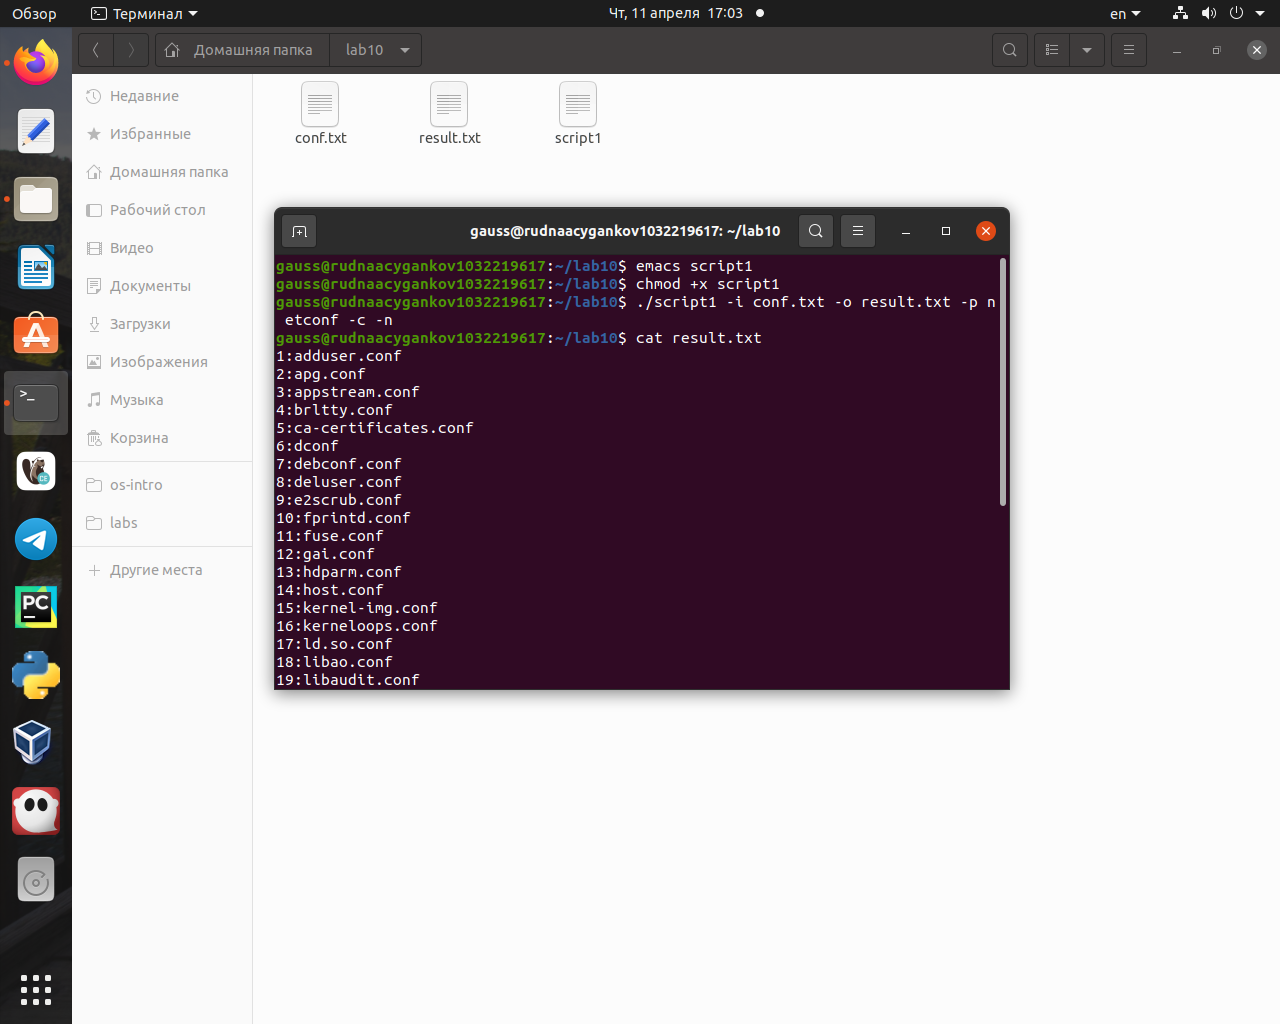 Обзор
Терминал
Чт, 11 апреля 17:03
en
Домашняя папка
lab10
Недавние
Избранные
Домашняя папка
Рабочий стол
Видео
Документы
Загрузки
Изображения
Музыка
Корзина
os-intro
labs
Другие места
conf.txt
result.txt
script1
gauss@rudnaacygankov1032219617: ~/lab10
gauss@rudnaacygankov1032219617:~/lab10$ emacs script1
gauss@rudnaacygankov1032219617:~/lab10$ chmod +x script1
gauss@rudnaacygankov1032219617:~/lab10$ ./script1 -i conf.txt -o result.txt -p n
etconf -c -n
gauss@rudnaacygankov1032219617:~/lab10$ cat result.txt
1:adduser.conf
2:apg.conf
3:appstream.conf
4:brltty.conf
5:ca-certificates.conf
6:dconf
7:debconf.conf
8:deluser.conf
9:e2scrub.conf
10:fprintd.conf
11:fuse.conf
12:gai.conf
13:hdparm.conf
14:host.conf
15:kernel-img.conf
16:kerneloops.conf
17:ld.so.conf
18:libao.conf
19:libaudit.conf
>_
CE
PC